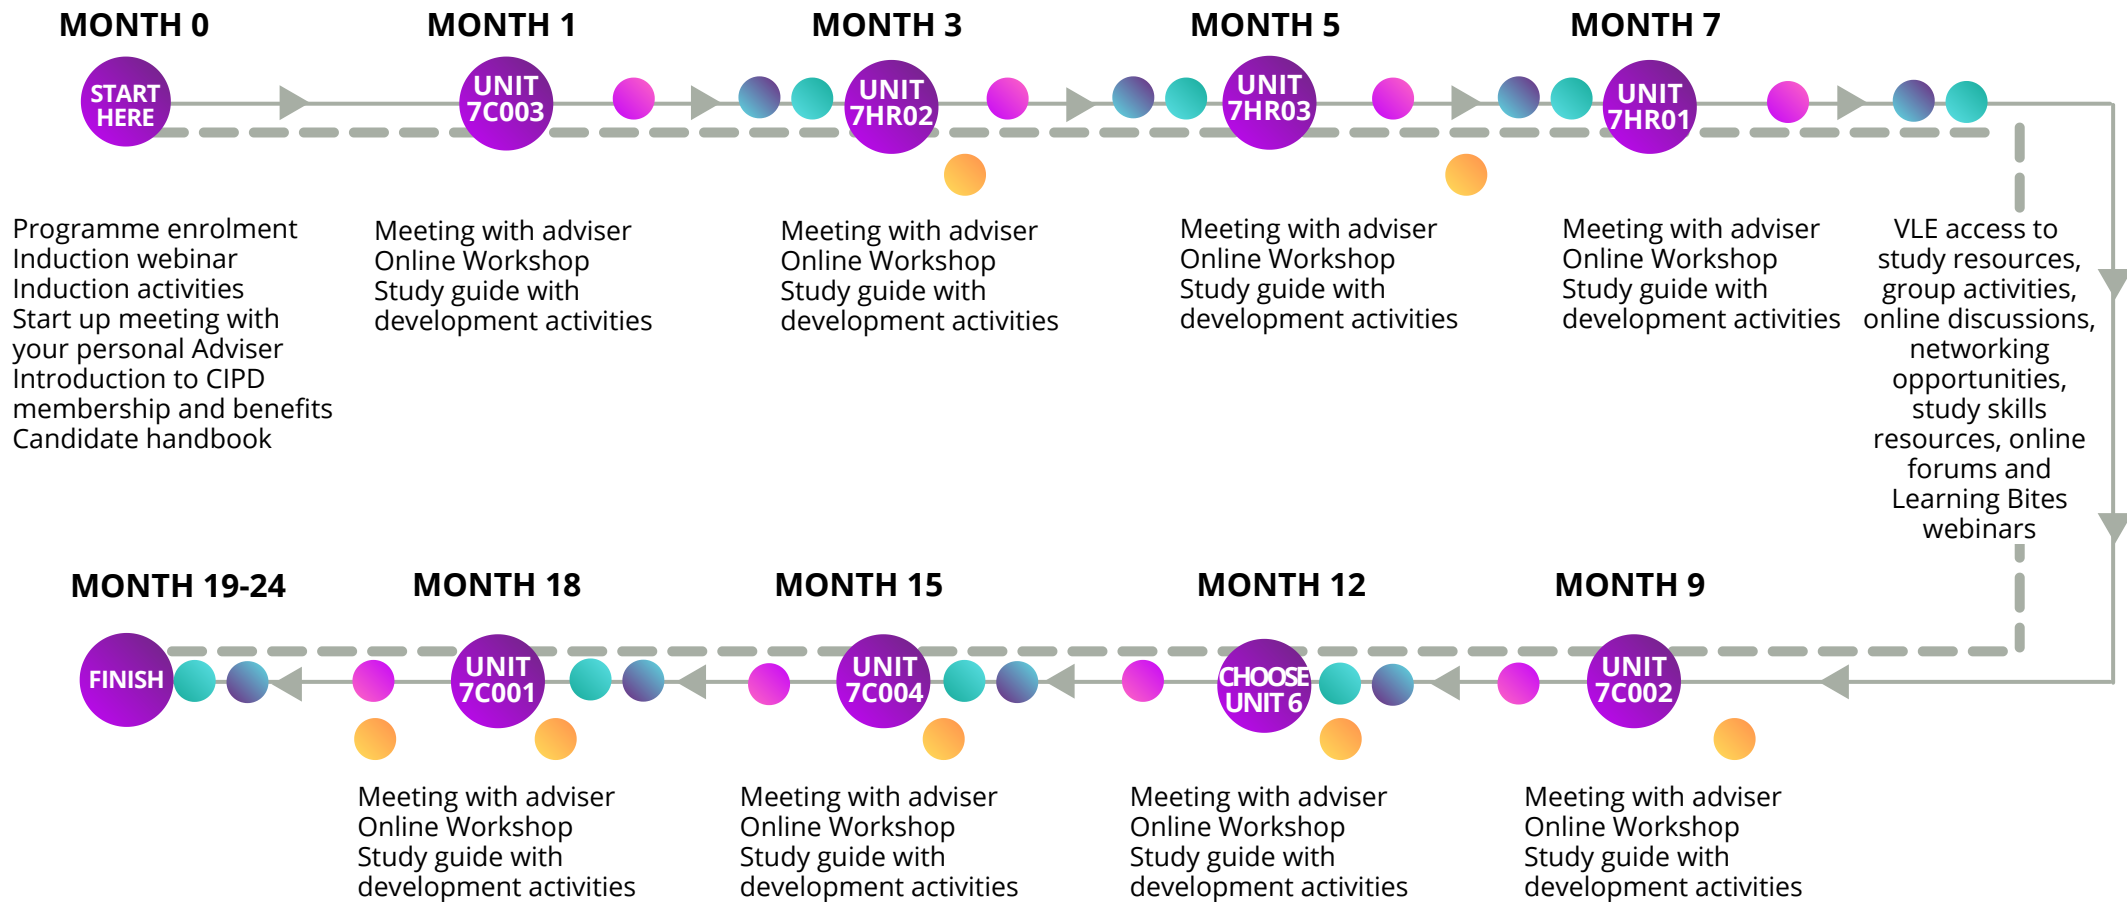 MONTH 0
START
HERE
Programme enrolment
Induction webinar
Induction activities
Start up meeting with
your personal Adviser
Introduction to CIPD
membership and benefits
Candidate handbook
MONTH 1
UNIT
7C003
Meeting with adviser
Online Workshop
Study guide with
development activities
MONTH 3
UNIT
7HR02
Meeting with adviser
Online Workshop
Study guide with
development activities
MONTH 5
UNIT
7HR03
Meeting with adviser
Online Workshop
Study guide with
development activities
MONTH 7
UNIT
7HR01
Meeting with adviser
Online Workshop
Study guide with
development activities
VLE access to
study resources,
group activities,
online discussions,
networking
opportunities,
study skills
resources, online
forums and
Learning Bites
webinars
MONTH 9
UNIT
7C002
Meeting with adviser
Online Workshop
Study guide with
development activities
MONTH 12
CHOOSE
UNIT 6
Meeting with adviser
Online Workshop
Study guide with
development activities
MONTH 15
UNIT
7C004
Meeting with adviser
Online Workshop
Study guide with
development activities
MONTH 18
UNIT
7C001
Meeting with adviser
Online Workshop
Study guide with
development activities
MONTH 19-24
FINISH